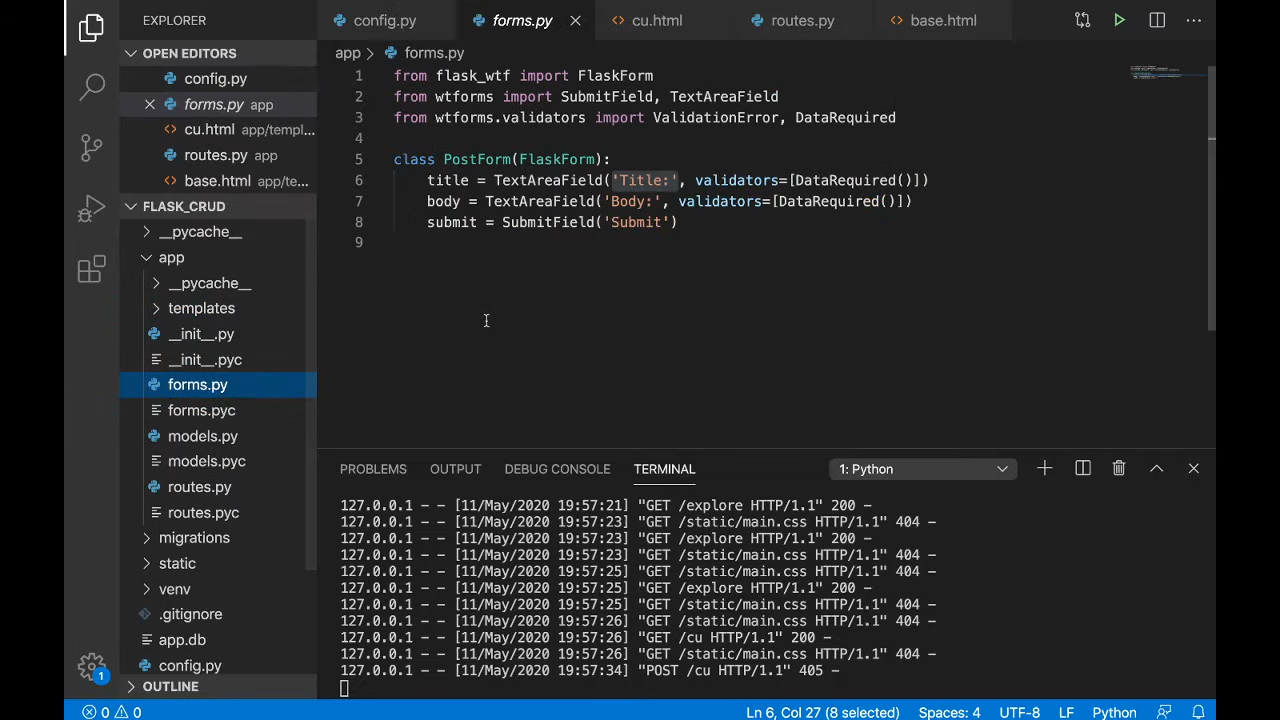 EXPLORER
config.py
forms.py
cu.html
routes.py
base.html
OPEN EDITORS
config.py
forms.py app
cu.html app/templ...
routes.py app
base.html app/te...
FLASK_CRUD
__pycache__
app
__pycache__
templates
__init__.py
__init__.pyc
forms.py
forms.pyc
models.py
models.pyc
routes.py
routes.pyc
migrations
static
venv
.gitignore
app.db
config.py
OUTLINE
app > forms.py
1 from flask_wtf import FlaskForm
2 from wtforms import SubmitField, TextAreaField
3 from wtforms.validators import ValidationError, DataRequired
4
5 class PostForm(FlaskForm):
6 title = TextAreaField('Title:', validators=[DataRequired()])
7 body = TextAreaField('Body:', validators=[DataRequired()])
8 submit = SubmitField('Submit')
9
PROBLEMS OUTPUT DEBUG CONSOLE TERMINAL 1: Python
127.0.0.1 - - [11/May/2020 19:57:21] "GET /explore HTTP/1.1" 200 -
127.0.0.1 - - [11/May/2020 19:57:23] "GET /static/main.css HTTP/1.1" 404 -
127.0.0.1 - - [11/May/2020 19:57:23] "GET /explore HTTP/1.1" 200 -
127.0.0.1 - - [11/May/2020 19:57:23] "GET /static/main.css HTTP/1.1" 404 -
127.0.0.1 - - [11/May/2020 19:57:25] "GET /static/main.css HTTP/1.1" 404 -
127.0.0.1 - - [11/May/2020 19:57:25] "GET /explore HTTP/1.1" 200 -
127.0.0.1 - - [11/May/2020 19:57:25] "GET /static/main.css HTTP/1.1" 404 -
127.0.0.1 - - [11/May/2020 19:57:26] "GET /static/main.css HTTP/1.1" 404 -
127.0.0.1 - - [11/May/2020 19:57:26] "GET /cu HTTP/1.1" 200 -
127.0.0.1 - - [11/May/2020 19:57:26] "GET /static/main.css HTTP/1.1" 404 -
127.0.0.1 - - [11/May/2020 19:57:34] "POST /cu HTTP/1.1" 405 -
1
0 0 Ln 6, Col 27 (8 selected) Spaces: 4 UTF-8 LF Python